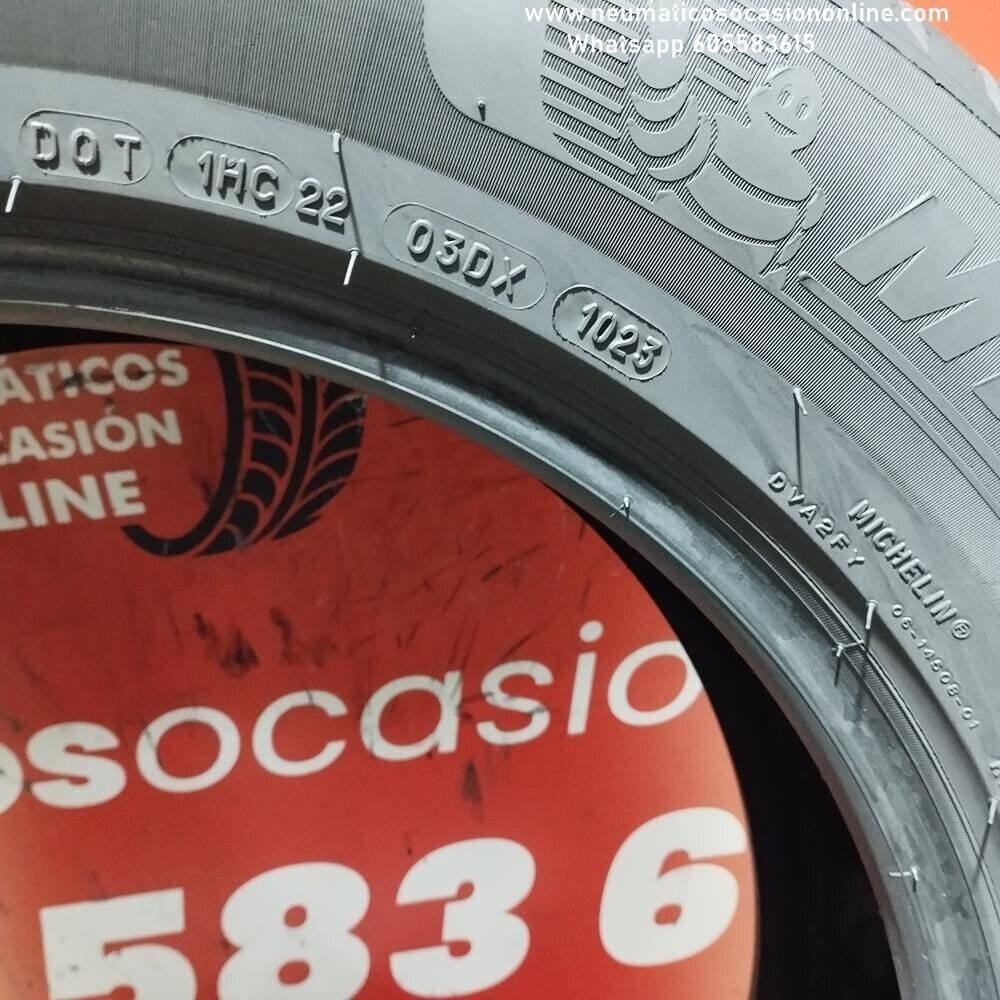 www.neumaticosocasiononline.com
Whatsapp 605583615
DOT 1HC 22 03DX 1023
DVA2FY
MICHELIN®
06-14608-01
ÁTICOS
CASIÓN
LINE
osocasio
583 6